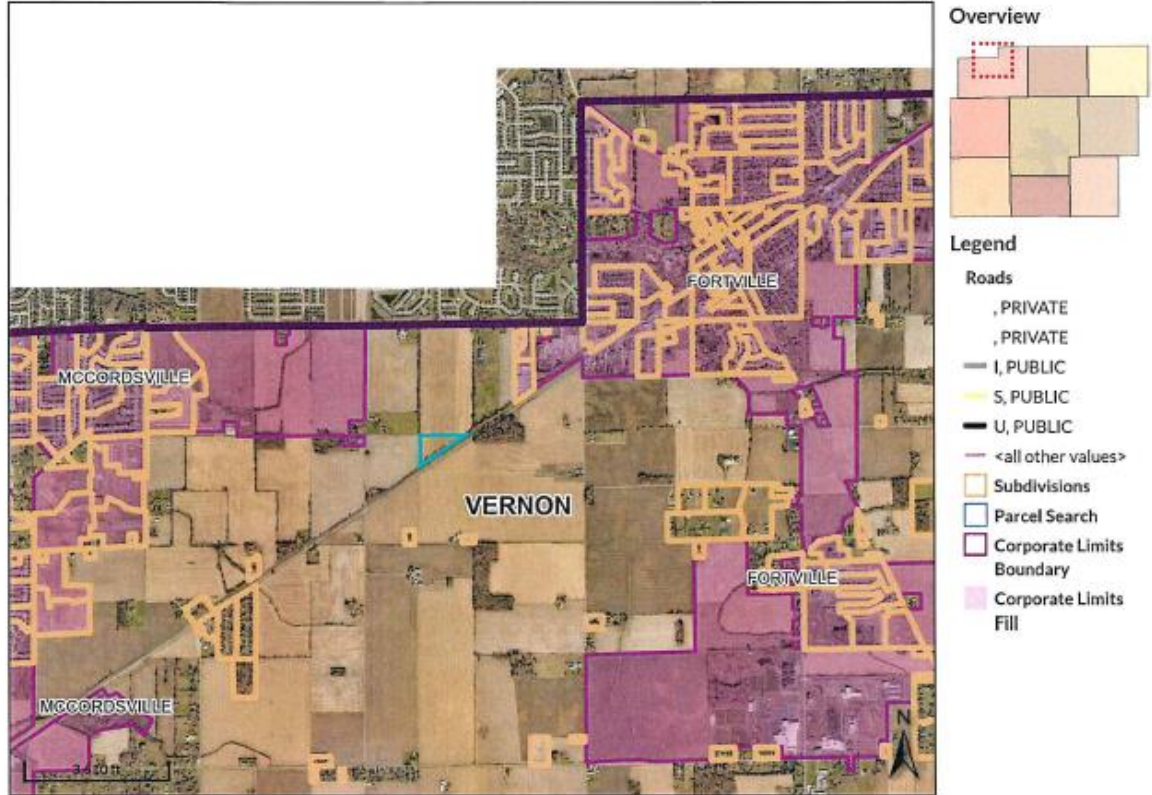 Overview
Legend
Roads
, PRIVATE
, PRIVATE
I, PUBLIC
S, PUBLIC
U, PUBLIC
<all other values>
Subdivisions
Parcel Search
Corporate Limits
Boundary
Corporate Limits
Fill
FORTVILLE
MCCORDSVILLE
VERNON
FORTVILLE
MCCORDSVILLE
N